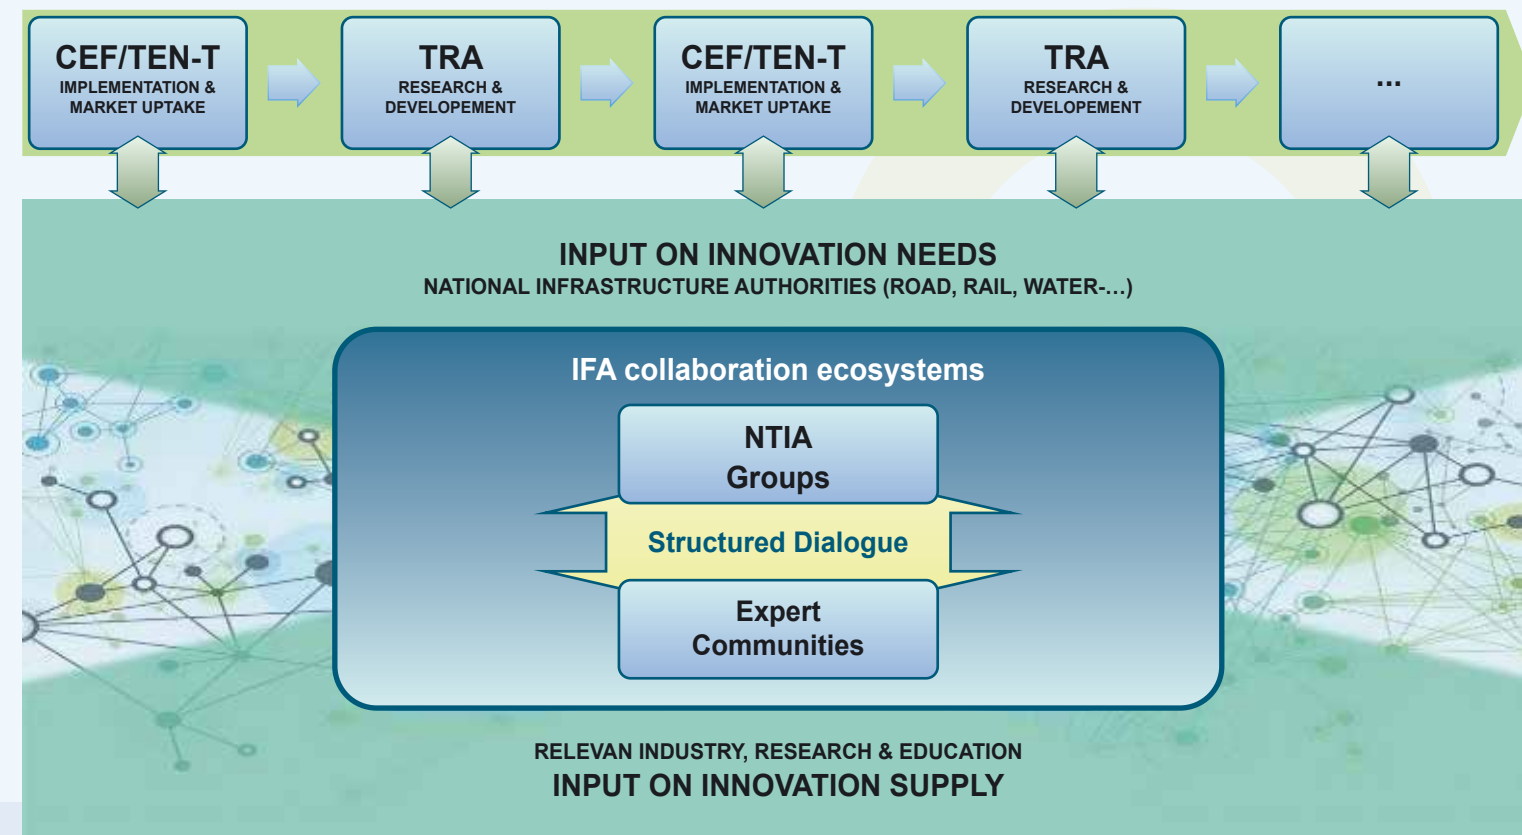 CEF/TEN-T
IMPLEMENTATION &
MARKET UPTAKE
TRA
RESEARCH &
DEVELOPEMENT
CEF/TEN-T
IMPLEMENTATION &
MARKET UPTAKE
TRA
RESEARCH &
DEVELOPEMENT
...
INPUT ON INNOVATION NEEDS
NATIONAL INFRASTRUCTURE AUTHORITIES (ROAD, RAIL, WATER-...)
IFA collaboration ecosystems
NTIA
Groups
Structured Dialogue
Expert
Communities
RELEVAN INDUSTRY, RESEARCH & EDUCATION
INPUT ON INNOVATION SUPPLY